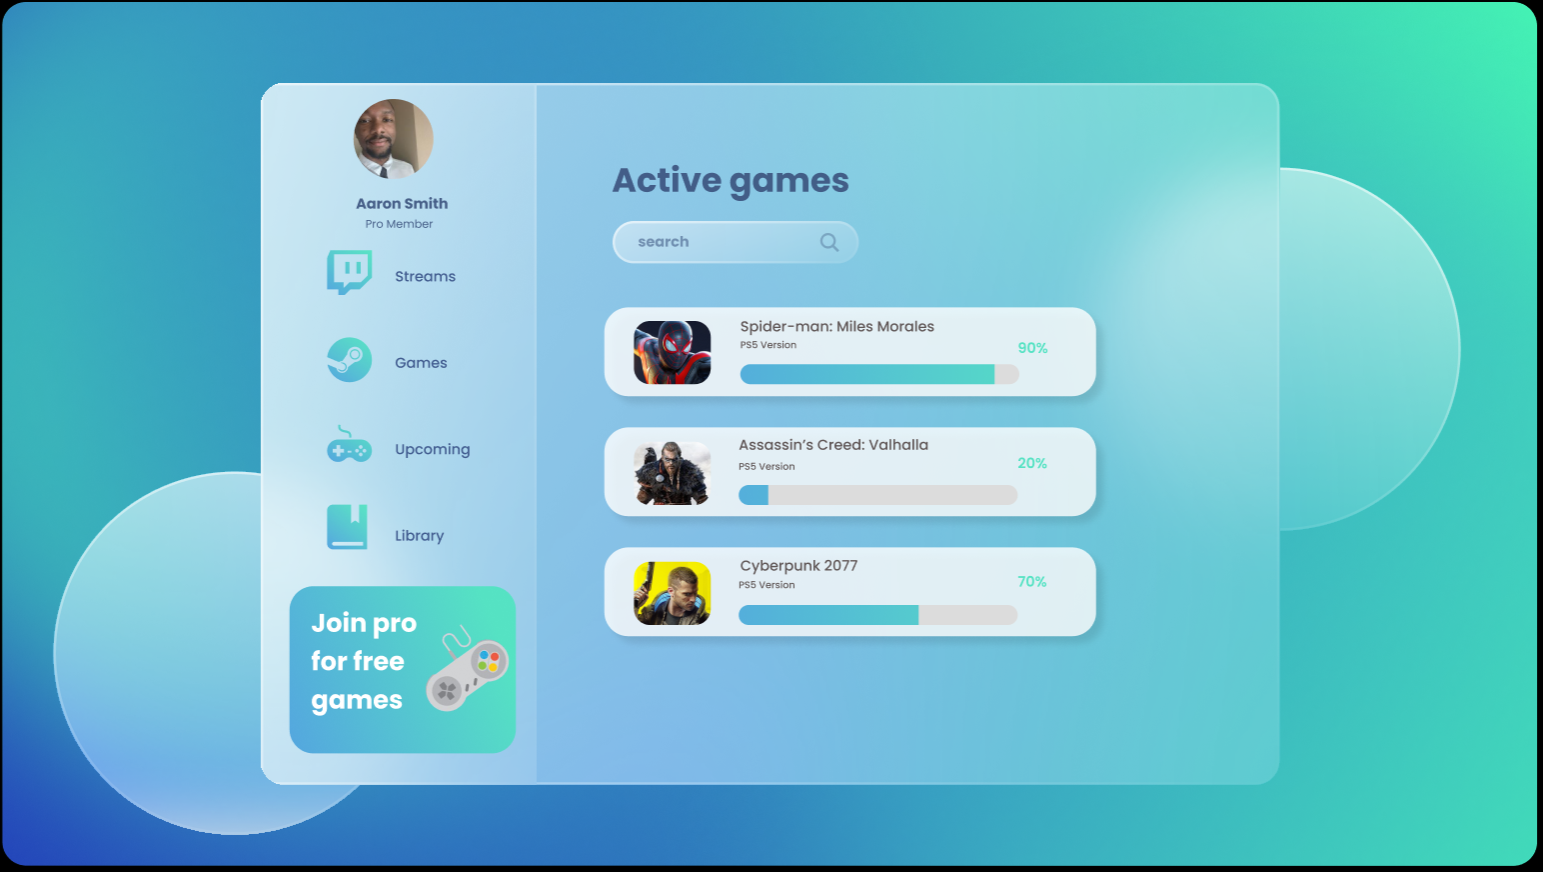 Aaron Smith
Pro Member
Streams
Games
Upcoming
Library
Join pro
for free
games
Active games
search
Spider-man: Miles Morales
PS5 Version
90%
Assassin’s Creed: Valhalla
PS5 Version
20%
Cyberpunk 2077
PS5 Version
70%